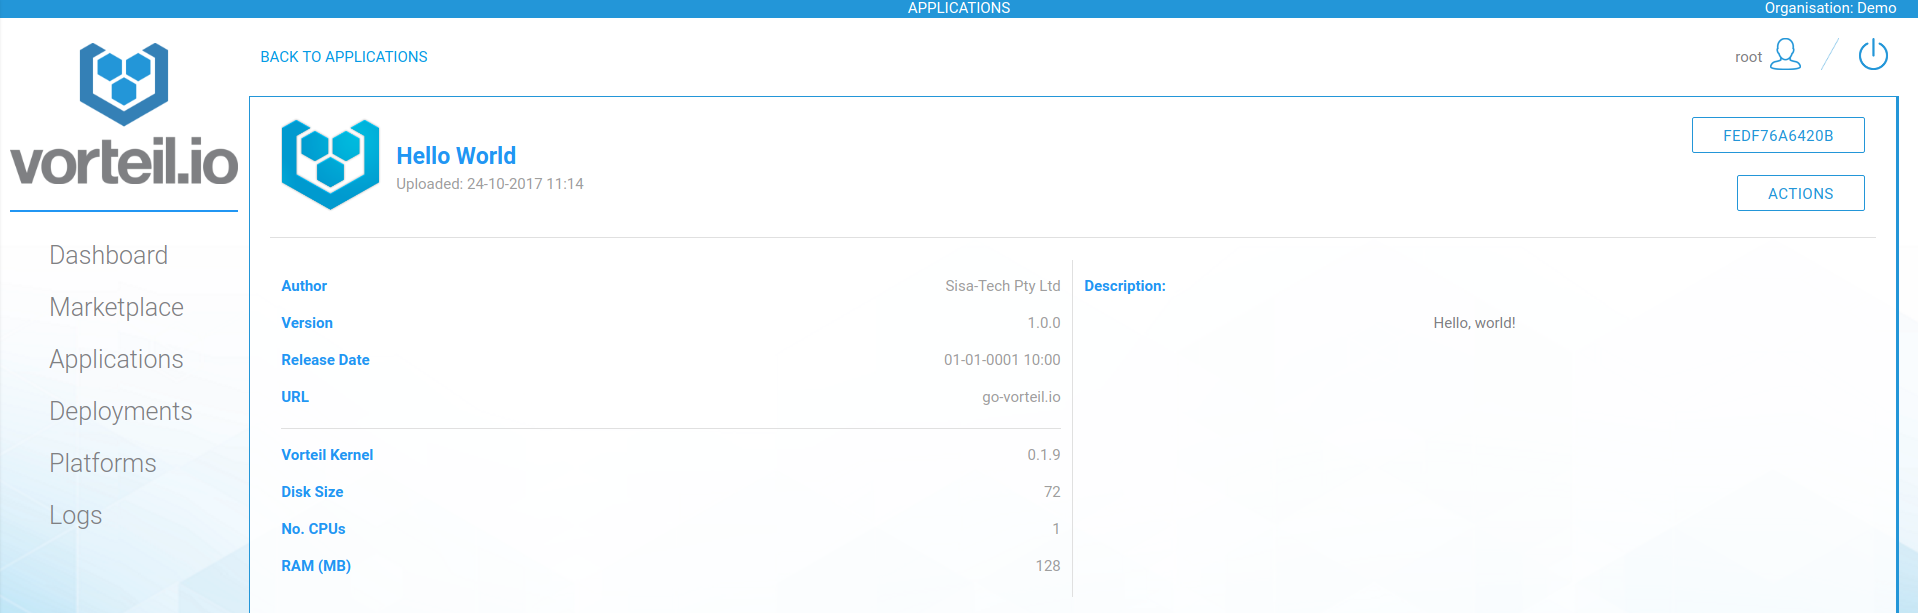 APPLICATIONS
Organisation: Demo
vorteil.io
BACK TO APPLICATIONS
root
Dashboard
Marketplace
Applications
Deployments
Platforms
Logs
Hello World
Uploaded: 24-10-2017 11:14
FEDF76A6420B
ACTIONS
Author Sisa-Tech Pty Ltd
Version 1.0.0
Release Date 01-01-0001 10:00
URL go-vorteil.io
Vorteil Kernel 0.1.9
Disk Size 72
No. CPUs 1
RAM (MB) 128
Description:
Hello, world!